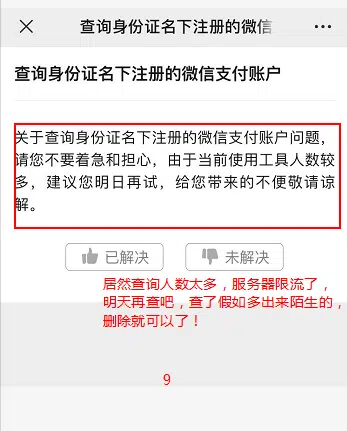 查询身份证名下注册的微信
查询身份证名下注册的微信支付账户
关于查询身份证名下注册的微信支付账户问题，
请您不要着急和担心，由于当前使用工具人数较
多，建议您明日再试，给您带来的不便敬请谅
解。
已解决 未解决
居然查询人数太多，服务器限流了，
明天再查吧，查了假如多出来陌生的，
删除就可以了！
9